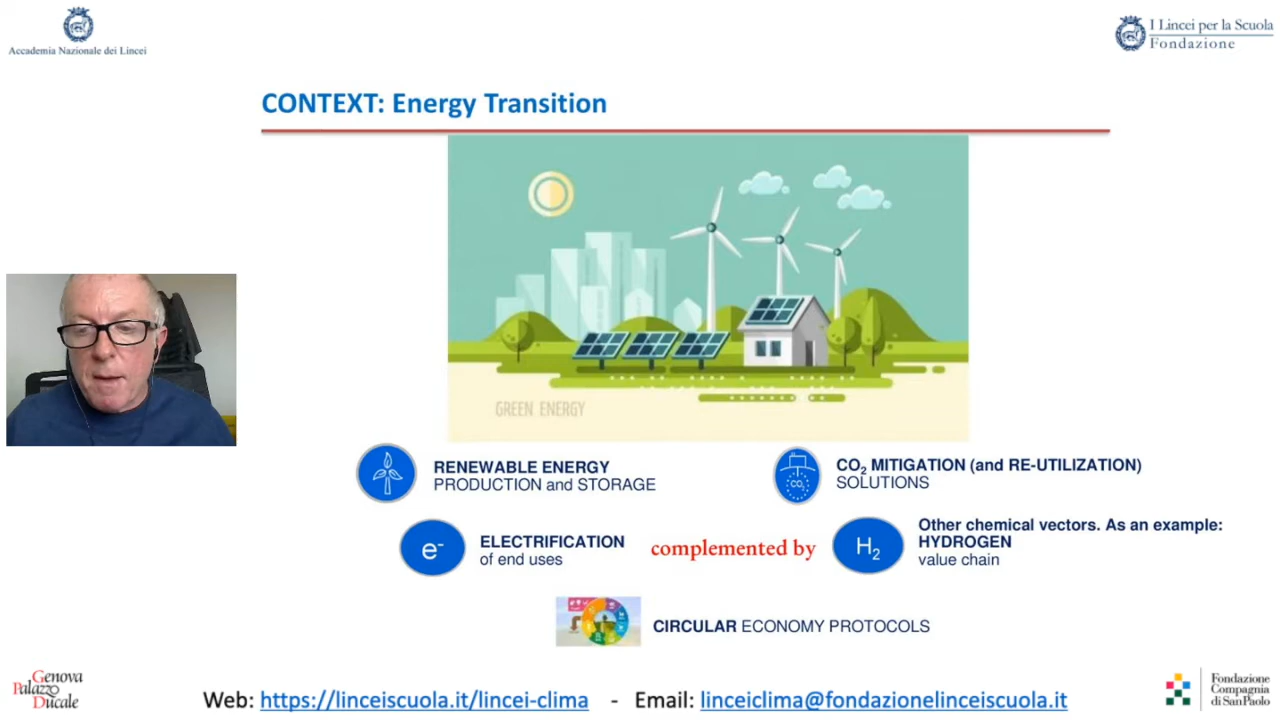 Accademia Nazionale dei Lincei
I Lincei per la Scuola
Fondazione
CONTEXT: Energy Transition
GREEN ENERGY
RENEWABLE ENERGY
PRODUCTION and STORAGE
CO₂
CO₂ MITIGATION (and RE-UTILIZATION)
SOLUTIONS
e⁻
ELECTRIFICATION
of end uses
complemented by
H₂
Other chemical vectors. As an example:
HYDROGEN
value chain
CIRCULAR ECONOMY PROTOCOLS
Genova
Palazzo
Ducale
Web: https://linceiscuola.it/lincei-clima - Email: linceiclima@fondazionelinceiscuola.it
Fondazione
Compagnia
di SanPaolo